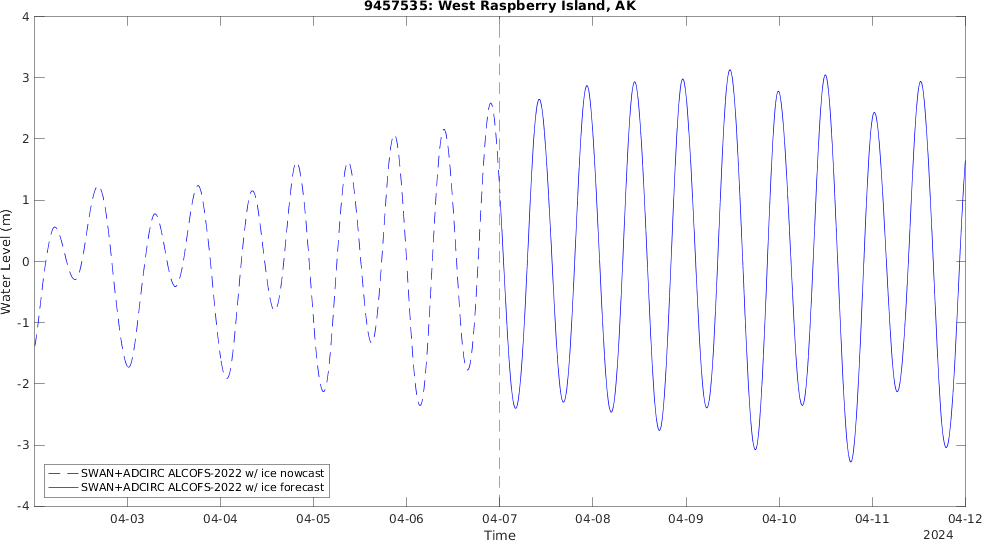 9457535: West Raspberry Island, AK
4
3
2
1
0
-1
-2
-3
-4
Water Level (m)
SWAN+ADCIRC ALCOFS-2022 w/ ice nowcast
SWAN+ADCIRC ALCOFS-2022 w/ ice forecast
04-03 04-04 04-05 04-06 04-07 04-08 04-09 04-10 04-11 04-12
Time
2024